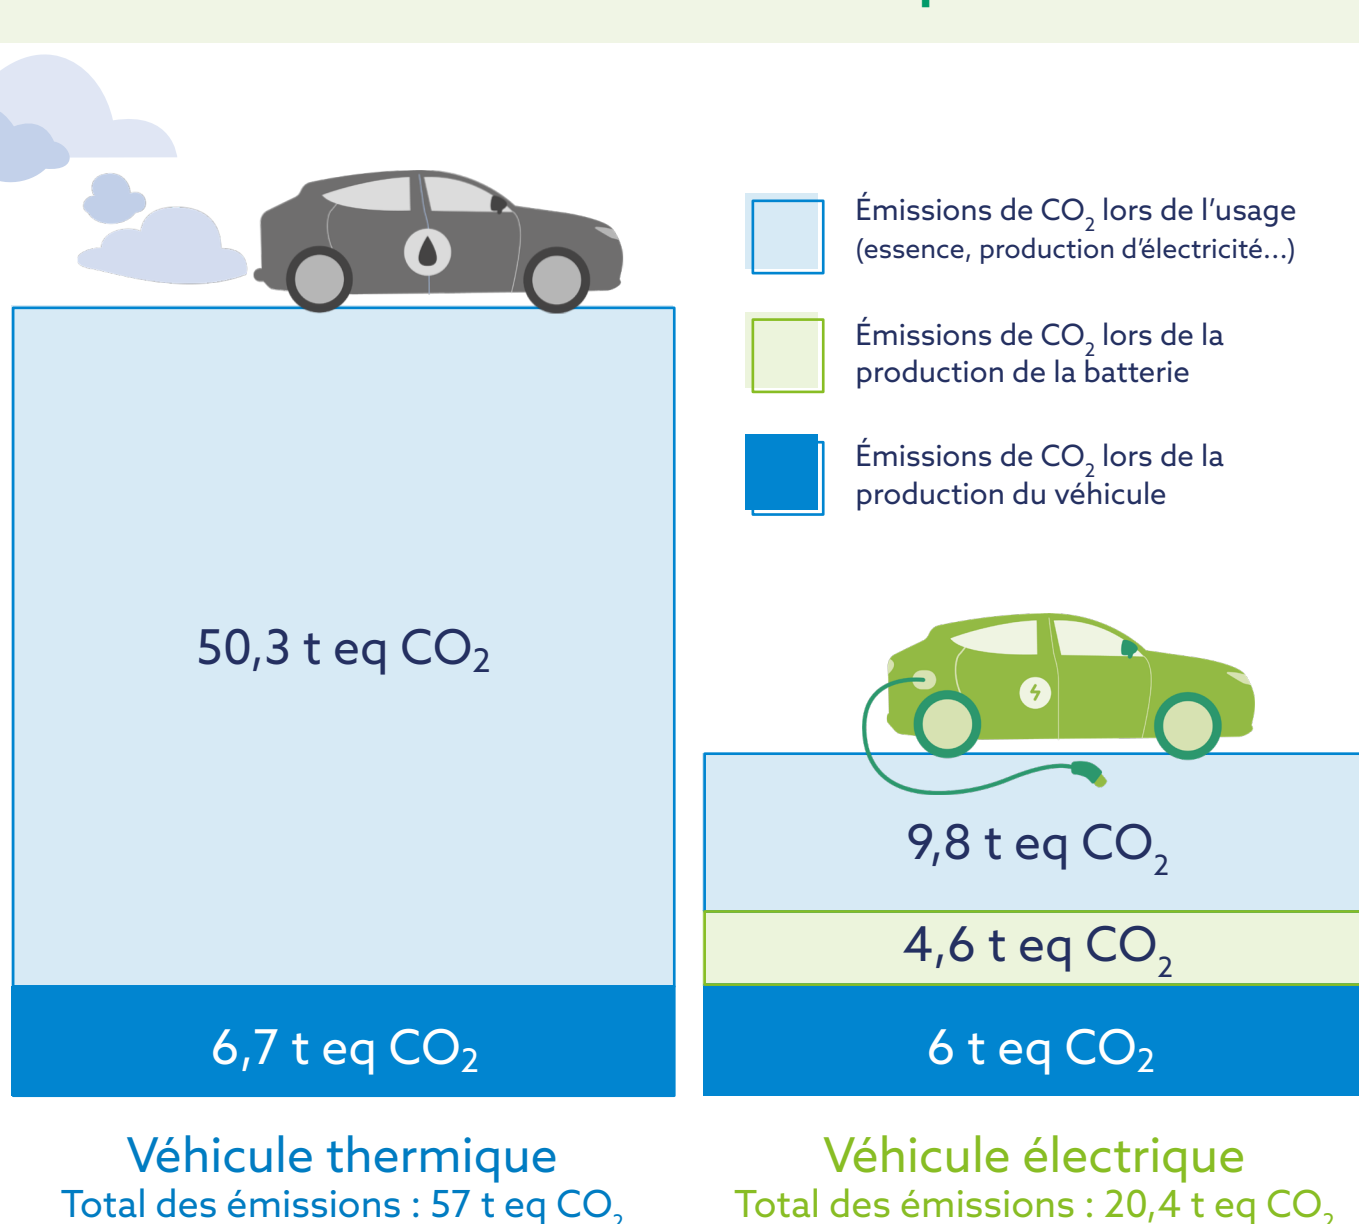 Émissions de CO₂ lors de l'usage
(essence, production d'électricité...)
Émissions de CO₂ lors de la
production de la batterie
Émissions de CO₂ lors de la
production du véhicule
50,3 t eq CO₂
6,7 t eq CO₂
Véhicule thermique
Total des émissions : 57 t eq CO₂
9,8 t eq CO₂
4,6 t eq CO₂
6 t eq CO₂
Véhicule électrique
Total des émissions : 20,4 t eq CO₂